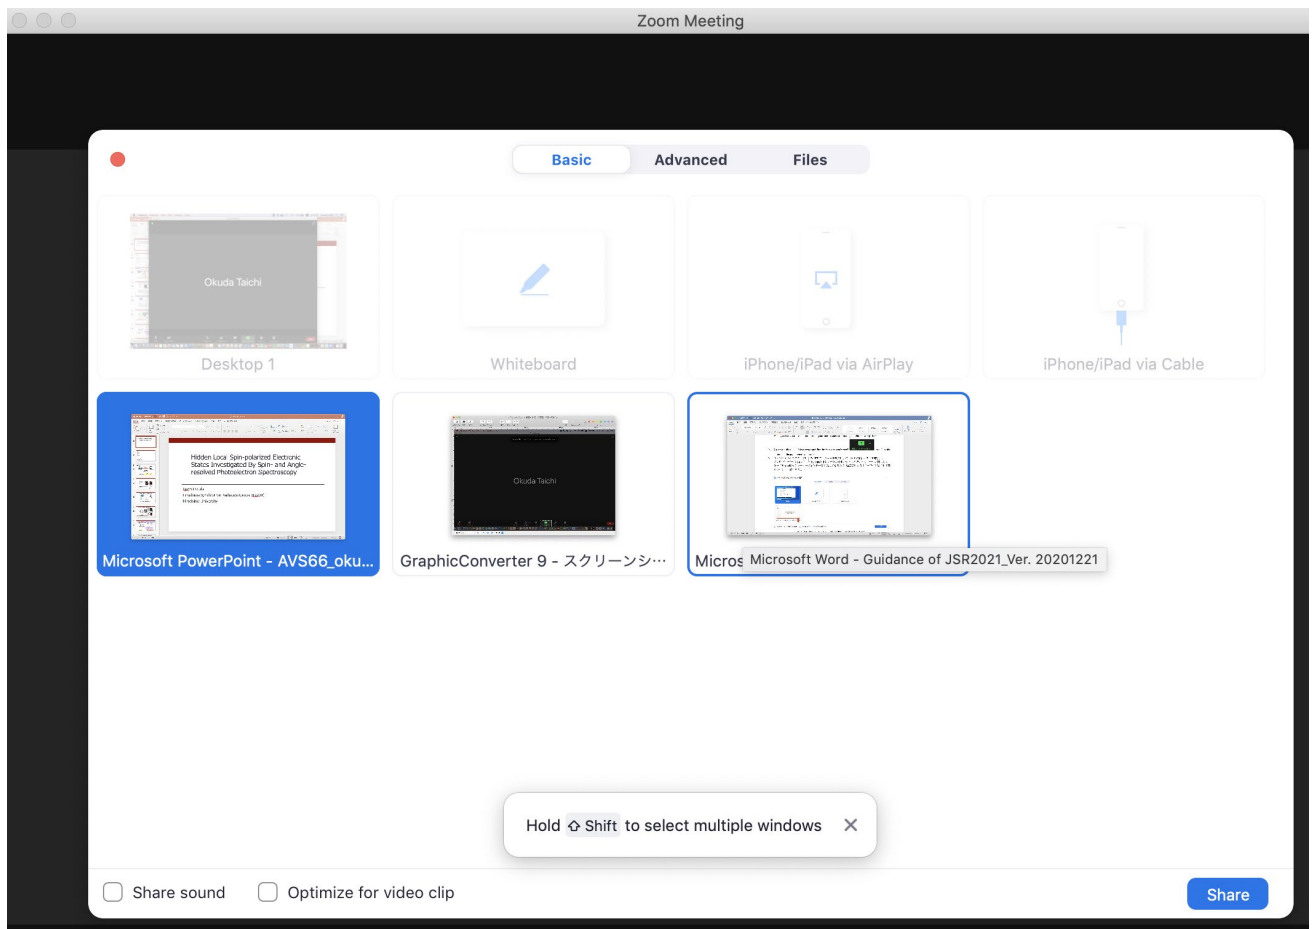 Zoom Meeting
Basic Advanced Files
Okuda Taichi
Desktop 1 Whiteboard iPhone/iPad via AirPlay iPhone/iPad via Cable
Hidden Local Spin-polarized Electronic
States Investigated By Spin- and Angle-
resolved Photoelectron Spectroscopy
Okuda Taichi
Microsoft PowerPoint - AVS66_oku... GraphicConverter 9 - スクリーンシ… Micros
Microsoft Word - Guidance of JSR2021_Ver. 20201221
Hold ⇧ Shift to select multiple windows
Share sound Optimize for video clip Share